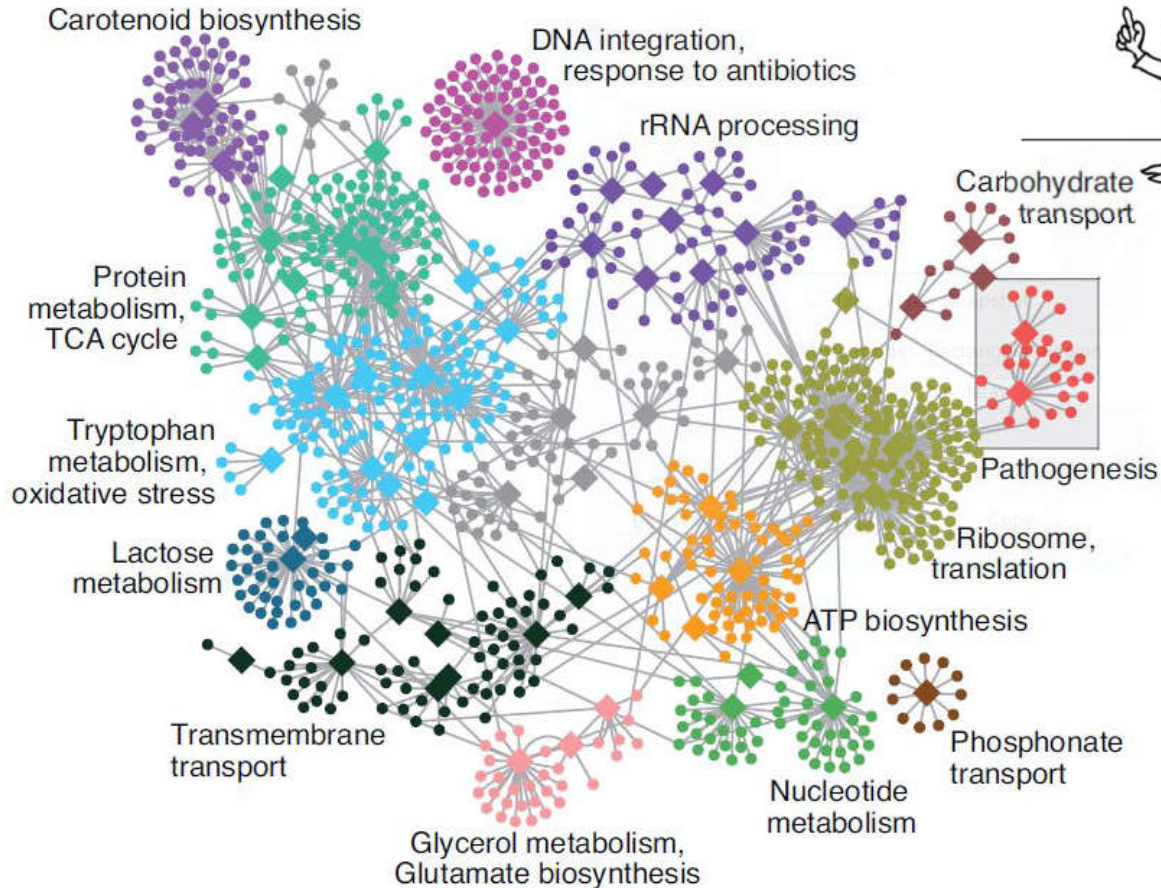 Carotenoid biosynthesis
DNA integration,
response to antibiotics
rRNA processing
Carbohydrate
transport
Protein
metabolism,
TCA cycle
Tryptophan
metabolism,
oxidative stress
Pathogenesis
Lactose
metabolism
Ribosome,
translation
ATP biosynthesis
Transmembrane
transport
Phosphonate
transport
Nucleotide
metabolism
Glycerol metabolism,
Glutamate biosynthesis